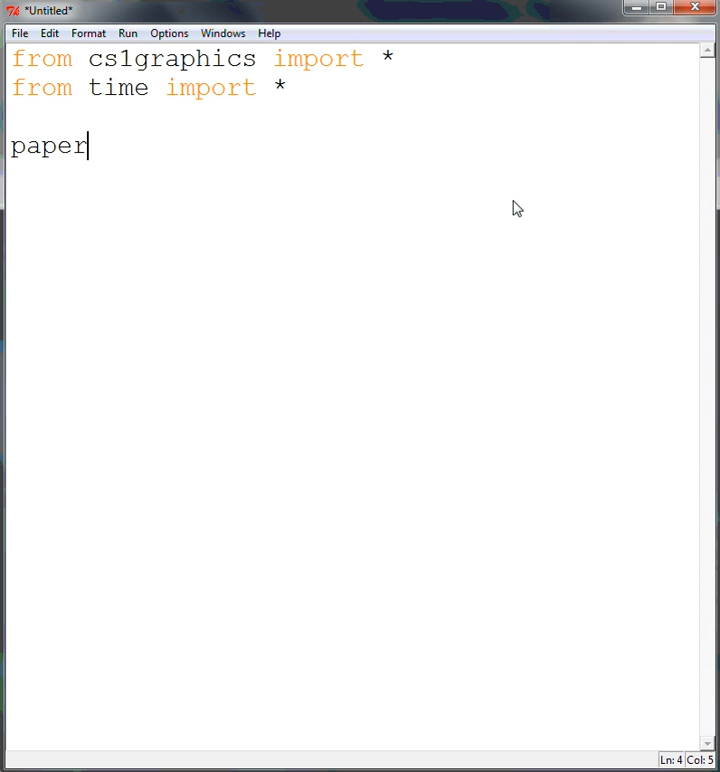 *Untitled*
File Edit Format Run Options Windows Help
from cs1graphics import *
from time import *
paper
Ln: 4 Col: 5